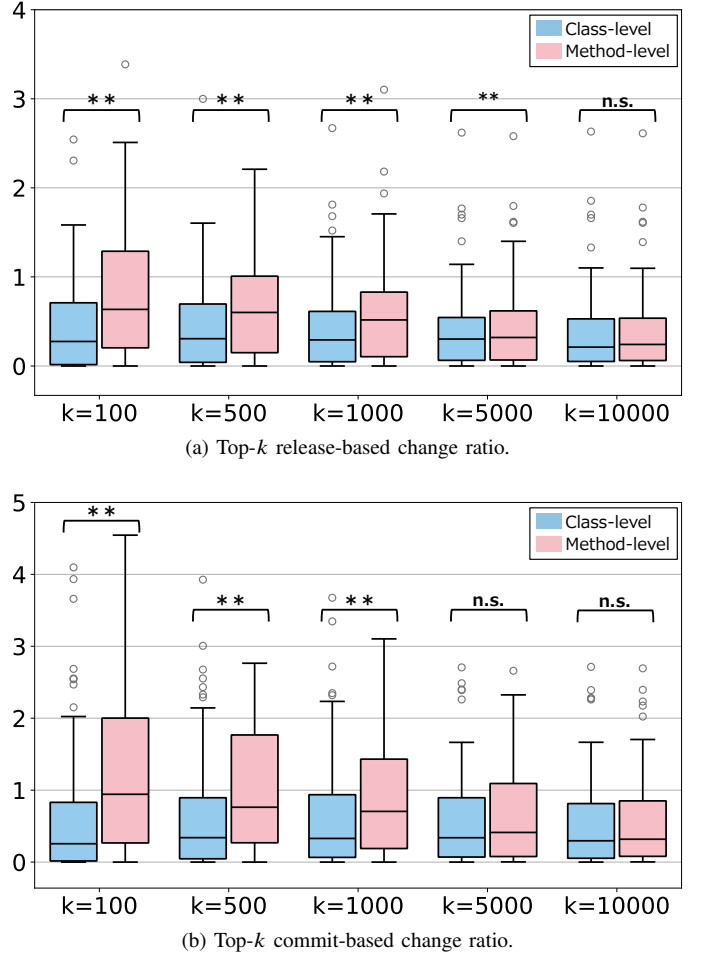 4
3
2
1
0
Class-level
Method-level
** ** ** ** n.s.
k=100 k=500 k=1000 k=5000 k=10000
(a) Top-k release-based change ratio.
5
4
3
2
1
0
Class-level
Method-level
** ** ** n.s. n.s.
k=100 k=500 k=1000 k=5000 k=10000
(b) Top-k commit-based change ratio.